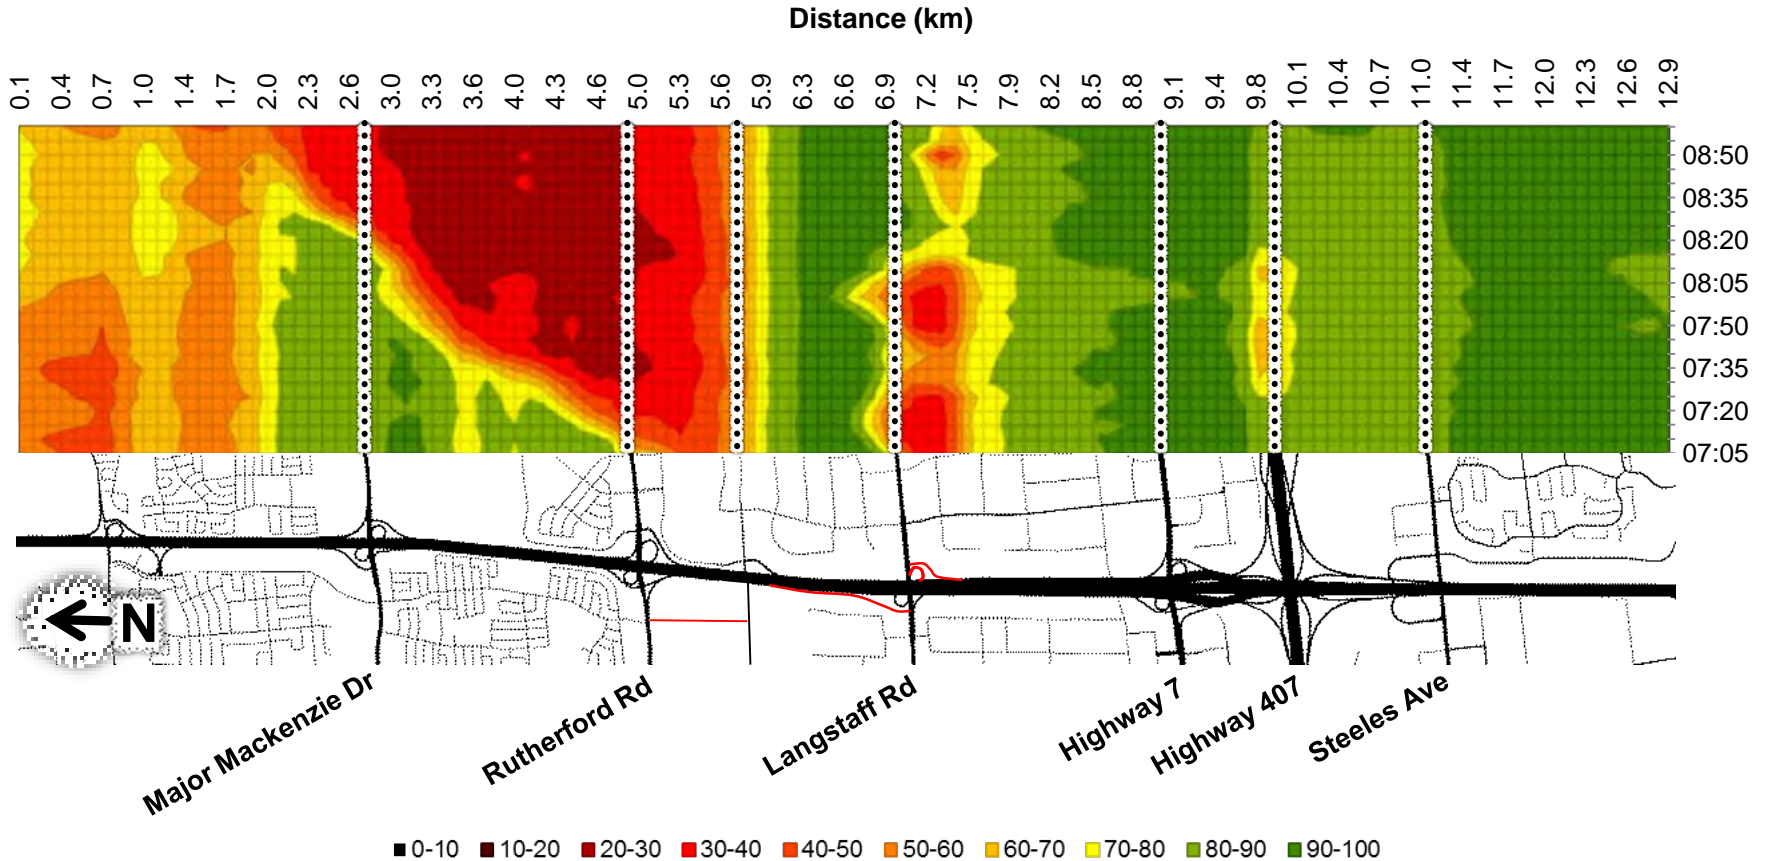 Distance (km)
0.1 0.4 0.7 1.0 1.4 1.7 2.0 2.3 2.6 3.0 3.3 3.6 4.0 4.3 4.6 5.0 5.3 5.6 5.9 6.3 6.6 6.9 7.2 7.5 7.9 8.2 8.5 8.8 9.1 9.4 9.8 10.1 10.4 10.7 11.0 11.4 11.7 12.0 12.3 12.6 12.9
08:50
08:35
08:20
08:05
07:50
07:35
07:20
07:05
N
Major Mackenzie Dr
Rutherford Rd
Langstaff Rd
Highway 7
Highway 407
Steeles Ave
0-10 10-20 20-30 30-40 40-50 50-60 60-70 70-80 80-90 90-100